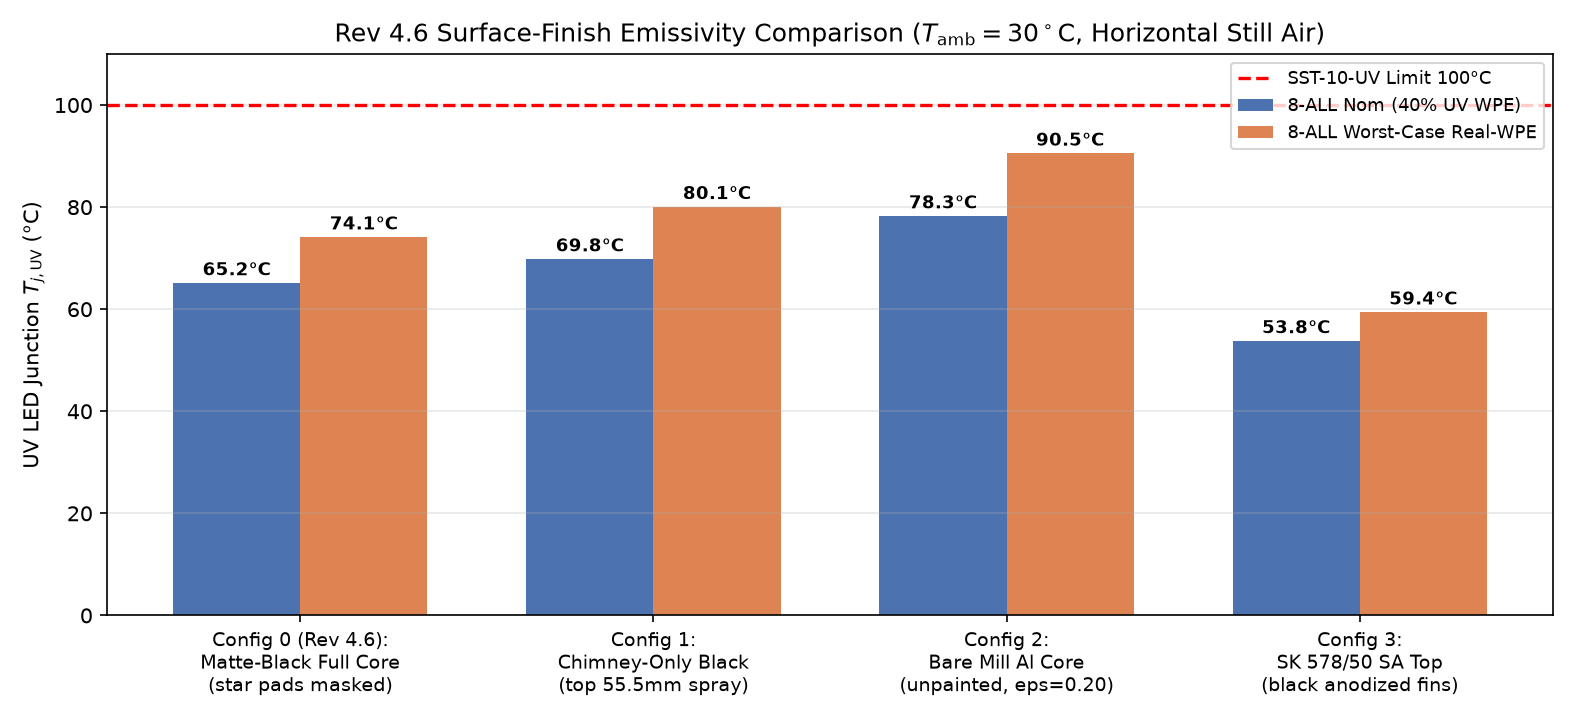 Rev 4.6 Surface-Finish Emissivity Comparison (T_amb = 30°C, Horizontal Still Air)
SST-10-UV Limit 100°C
8-ALL Nom (40% UV WPE)
8-ALL Worst-Case Real-WPE
UV LED Junction T_j,UV (°C)
100
80
60
40
20
0
65.2°C
74.1°C
69.8°C
80.1°C
78.3°C
90.5°C
53.8°C
59.4°C
Config 0 (Rev 4.6):
Matte-Black Full Core
(star pads masked)
Config 1:
Chimney-Only Black
(top 55.5mm spray)
Config 2:
Bare Mill Al Core
(unpainted, eps=0.20)
Config 3:
SK 578/50 SA Top
(black anodized fins)